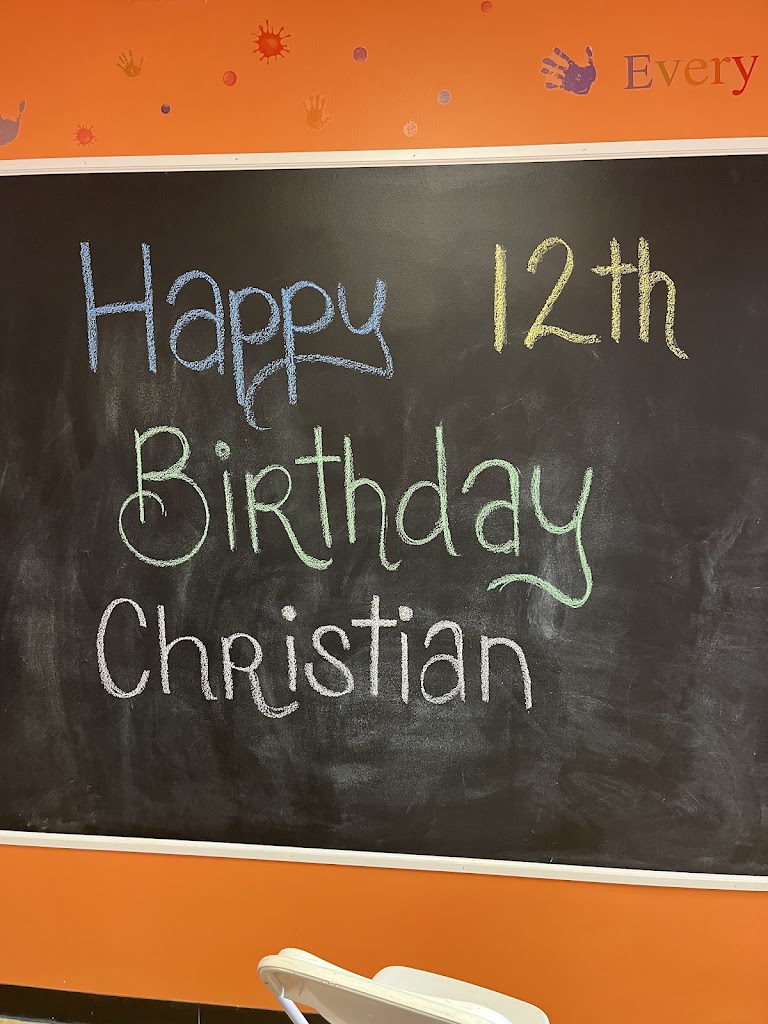 Every
Happy 12th
Birthday
Christian